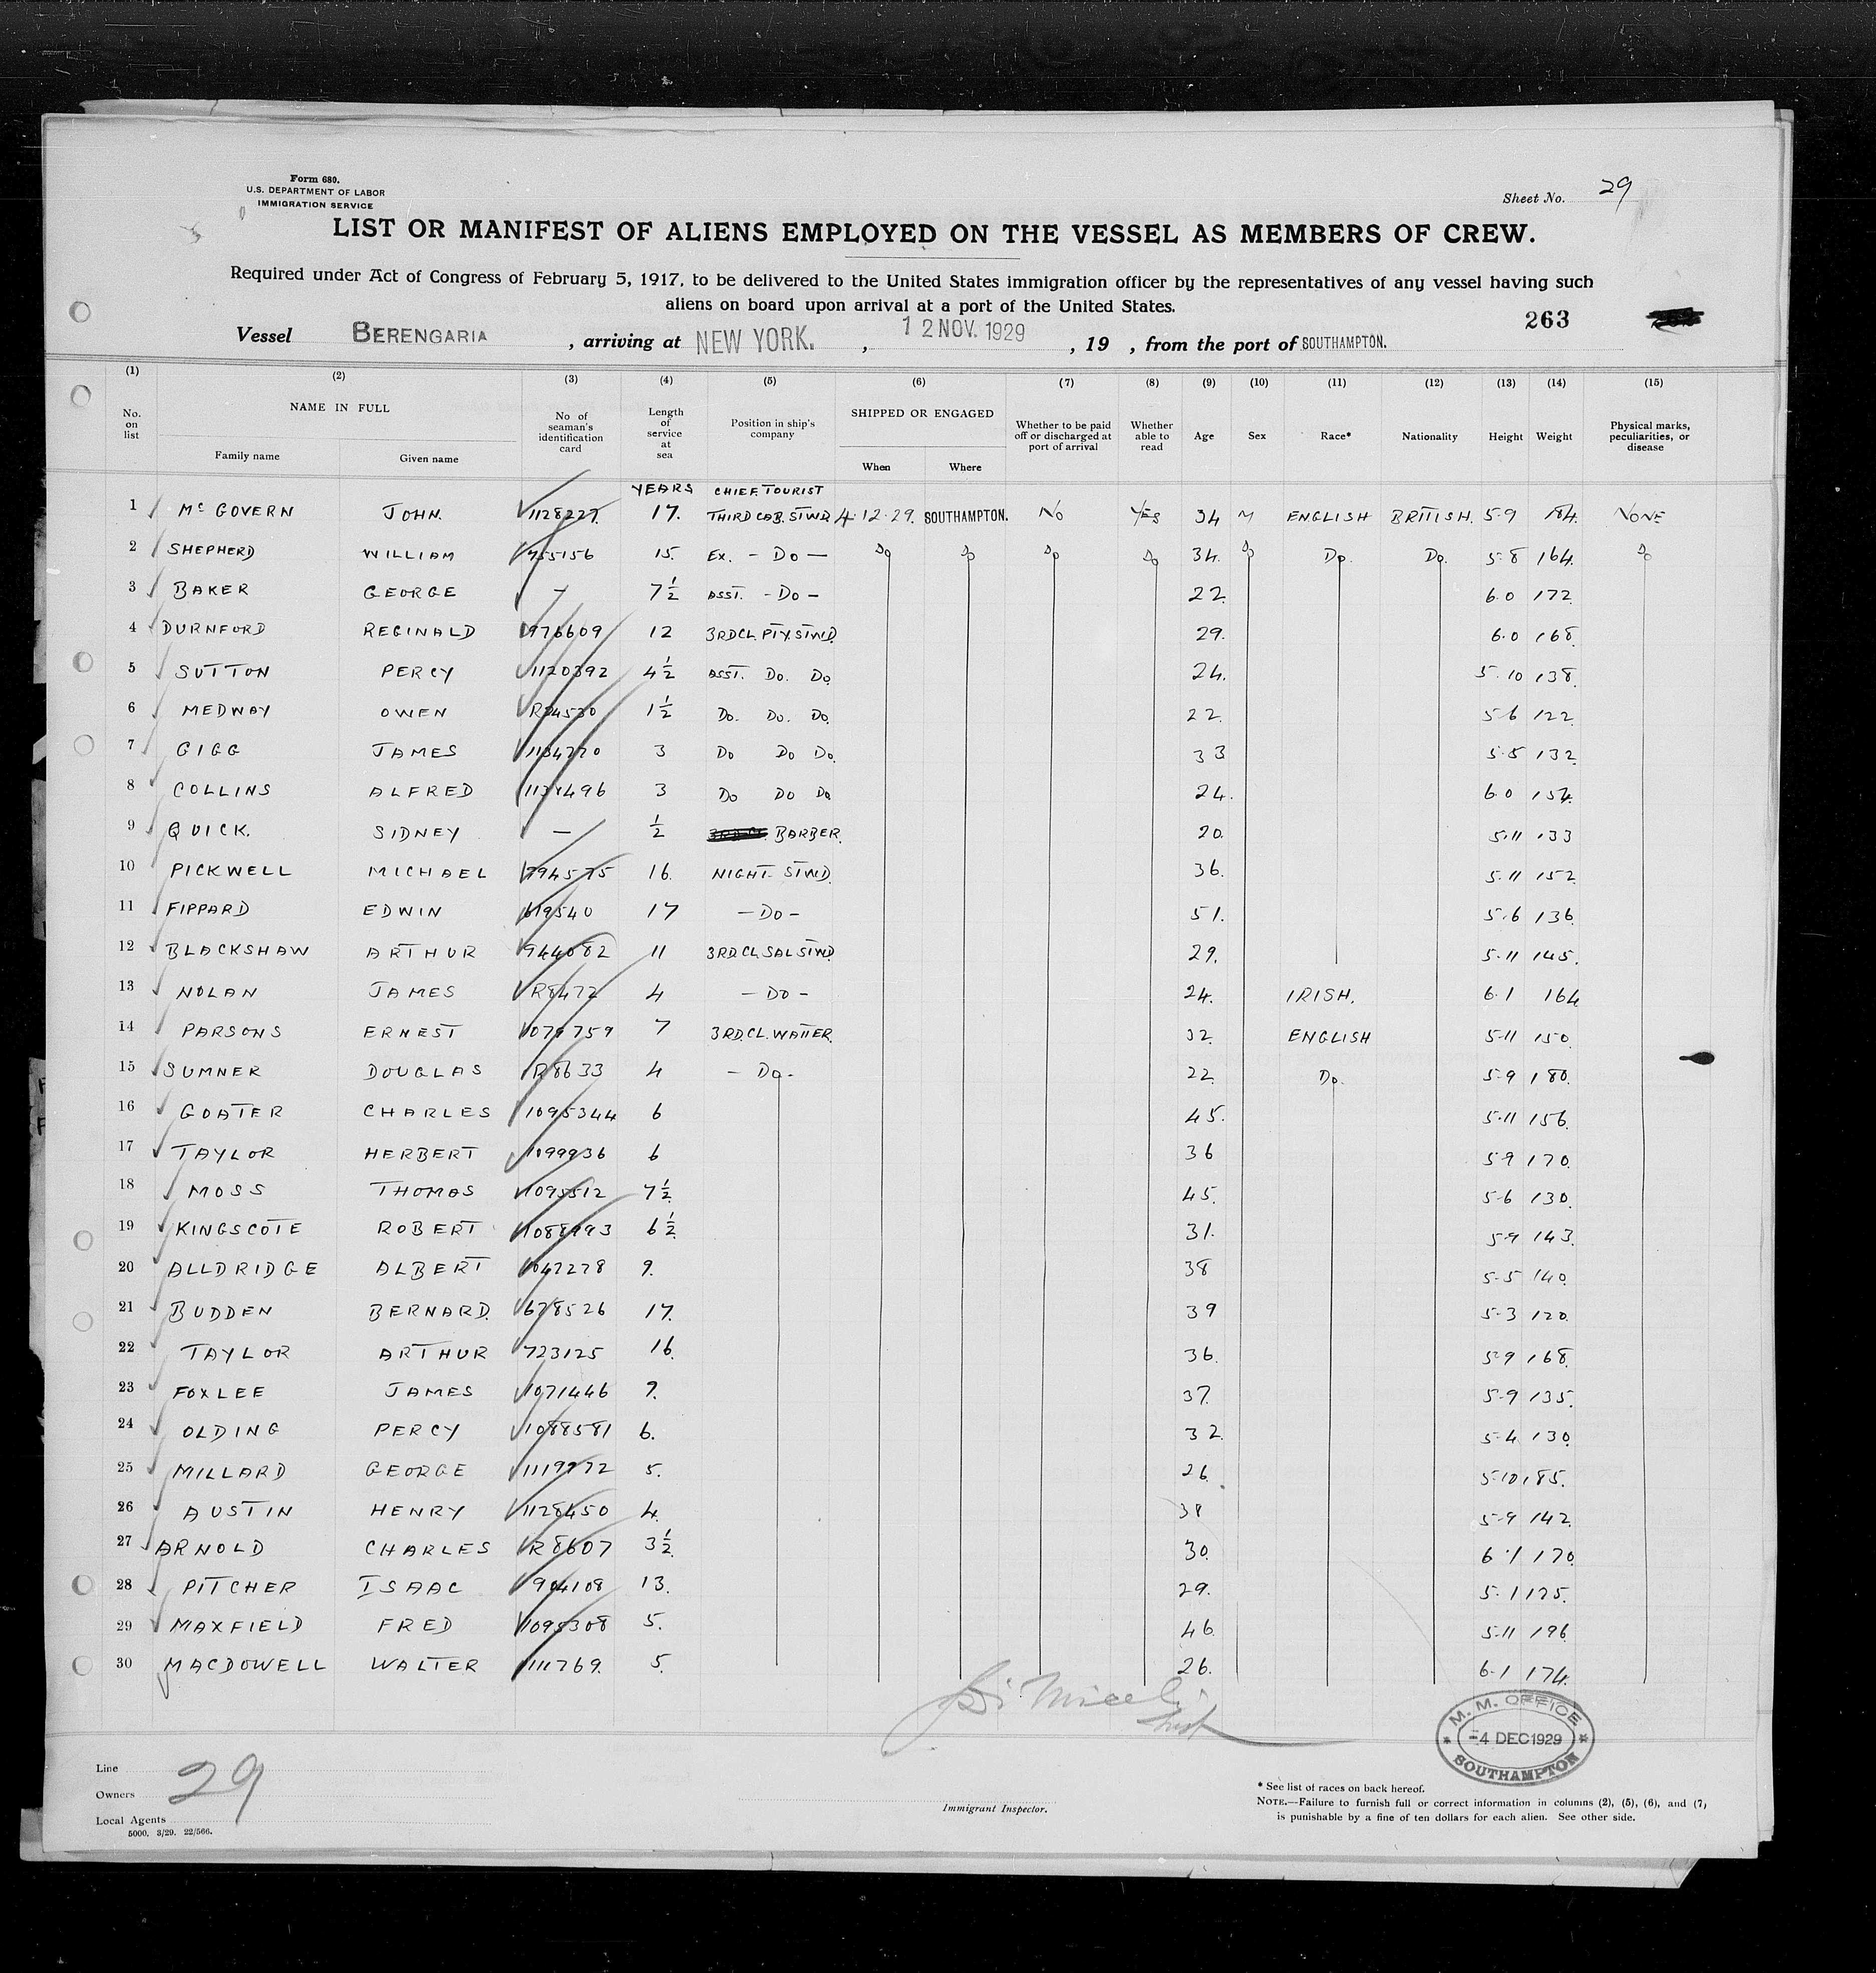 Form 680.
U.S. DEPARTMENT OF LABOR
IMMIGRATION SERVICE
Sheet No. 29
LIST OR MANIFEST OF ALIENS EMPLOYED ON THE VESSEL AS MEMBERS OF CREW.
Required under Act of Congress of February 5, 1917, to be delivered to the United States immigration officer by the representatives of any vessel having such
aliens on board upon arrival at a port of the United States.
263
Vessel BERENGARIA, arriving at NEW YORK. , 12 NOV. 1929 , 19 , from the port of SOUTHAMPTON.
(1) (2) (3) (4) (5) (6) (7) (8) (9) (10) (11) (12) (13) (14) (15)
No. on list NAME IN FULL Family name Given name No of seaman's identification card Length of service at sea Position in ship's company SHIPPED OR ENGAGED When Where Whether to be paid off or discharged at port of arrival Whether able to read Age Sex Race* Nationality Height Weight Physical marks, peculiarities, or disease
YEARS CHIEF. TOURIST
1 McGOVERN JOHN. 1128227. 17. THIRD CAB. STWD 4.12.29. SOUTHAMPTON. NO YES 34 M ENGLISH BRITISH. 5-9 184. NONE
2 SHEPHERD WILLIAM 755156 15. EX. - DO - DO DO DO DO 34. DO DO. DO. 5-8 164. DO
3 BAKER GEORGE - 7½ ASST. - DO - 22. 6.0 172.
4 DURNFORD REGINALD 976609 12 3RD CL. PTY STWD. 29. 6.0 168.
5 SUTTON PERCY 1120392 4½ ASST. DO. DO 24. 5.10 138.
6 MEDWAY OWEN 1½ DO. DO. DO. 22. 5-6 122.
7 GIGG JAMES 1134770 3 DO DO DO. 33 5.5 132.
8 COLLINS ALFRED 3 DO DO DO 24. 6.0 154.
9 QUICK. SIDNEY - ½ BARBER. 20. 5.11 133
10 PICKWELL MICHAEL 794575 16. NIGHT STWD. 36. 5.11 152.
11 FIPPARD EDWIN 619540 17 - DO - 51. 5.6 136.
12 BLACKSHAW ARTHUR 944082 11 3RD CL. SAL STWD. 29. 5.11 145.
13 NOLAN JAMES R8472 4 - DO - 24. IRISH. 6.1 164
14 PARSONS ERNEST 1079759 7 3RD. CL. WAITER. 32. ENGLISH 5-11 150.
15 SUMNER DOUGLAS R8633 4 - DO - 22. DO. 5-9 180.
16 GOATER CHARLES 1095344 6 45. 5-11 156.
17 TAYLOR HERBERT 1099936 6 36 5-9 170.
18 MOSS THOMAS 1095512 7½ 45. 5-6 130.
19 KINGSCOTE ROBERT 1088993 6½ 31. 5-9 143.
20 ALLDRIDGE ALBERT 1047278 9. 38 5-5 140.
21 BUDDEN BERNARD. 678526 17. 39 5-3 120.
22 TAYLOR ARTHUR 723125 16. 36. 5-9 168.
23 FOXLEE JAMES 1071446 9. 37. 5-9 135.
24 OLDING PERCY 1088581 6. 32. 5-4 130.
25 MILLARD GEORGE 1119972 5. 26. 5-10 185.
26 AUSTIN HENRY 1128450 4. 38 5-9 142.
27 ARNOLD CHARLES R8607 3½ 30. 6.1 170.
28 PITCHER ISAAC 904108 13. 29. 5-1 125.
29 MAXFIELD FRED 1095308 5. 46. 5-11 196.
30 MACDOWELL WALTER 111769. 5. 26. 6-1 174.
M. M. OFFICE
-4 DEC 1929
SOUTHAMPTON
Line
Owners
Local Agents
29
5000. 3/29. 22/566.
Immigrant Inspector.
* See list of races on back hereof.
NOTE.—Failure to furnish full or correct information in columns (2), (5), (6), and (7)
is punishable by a fine of ten dollars for each alien. See other side.